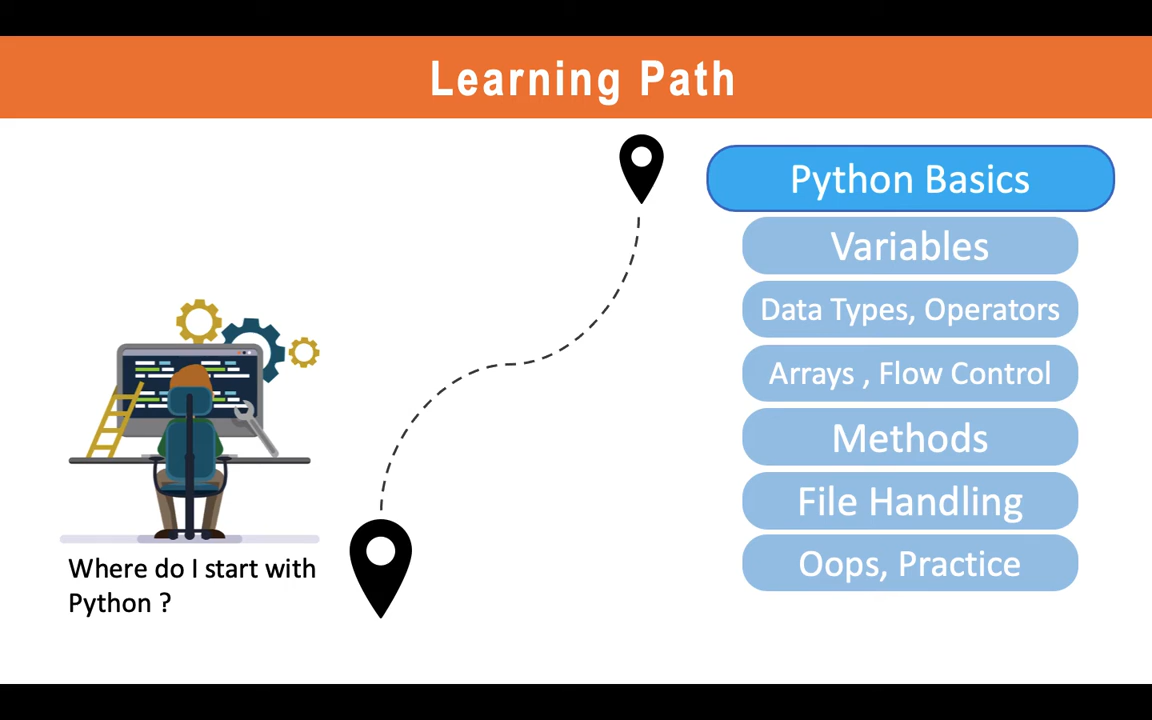 Learning Path
Python Basics
Variables
Data Types, Operators
Arrays , Flow Control
Methods
File Handling
Oops, Practice
Where do I start with
Python ?